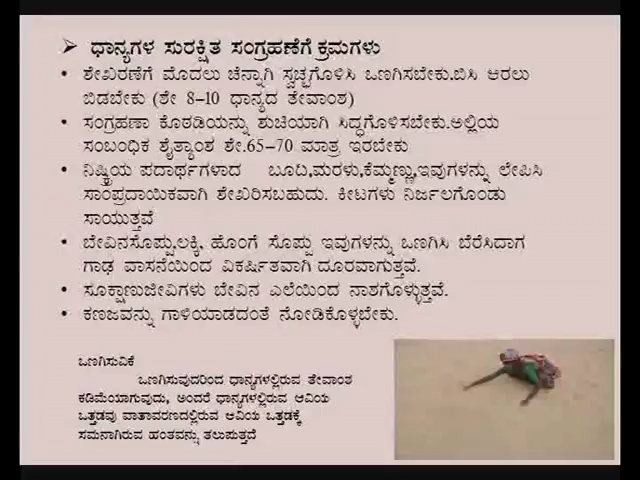 ➢ ಧಾನ್ಯಗಳ ಸುರಕ್ಷಿತ ಸಂಗ್ರಹಣೆಗೆ ಕ್ರಮಗಳು
• ಶೇಖರಣೆಗೆ ಮೊದಲು ಚೆನ್ನಾಗಿ ಸ್ವಚ್ಛಗೊಳಿಸಿ ಒಣಗಿಸಬೇಕು.ಬಿಸಿ ಆರಲು
ಬಿಡಬೇಕು (ಶೇ 8–10 ಧಾನ್ಯದ ತೇವಾಂಶ)
• ಸಂಗ್ರಹಣಾ ಕೊಠಡಿಯನ್ನು ಶುಚಿಯಾಗಿ ಸಿದ್ಧಗೊಳಿಸಬೇಕು.ಅಲ್ಲಿಯ
ಸಂಬಂಧಿಕ ಶೈತ್ಯಾಂಶ ಶೇ.65–70 ಮಾತ್ರ ಇರಬೇಕು
• ನಿಷ್ಕ್ರಿಯ ಪದಾರ್ಥಗಳಾದ ಬೂದಿ,ಮರಳು,ಕೆಮ್ಮಣ್ಣು,ಇವುಗಳನ್ನು ಲೇಪಿಸಿ
ಸಾಂಪ್ರದಾಯಿಕವಾಗಿ ಶೇಖರಿಸಬಹುದು. ಕೀಟಗಳು ನಿರ್ಜಲಗೊಂಡು
ಸಾಯುತ್ತವೆ
• ಬೇವಿನಸೊಪ್ಪು,ಲಕ್ಕಿ, ಹೊಂಗೆ ಸೊಪ್ಪು ಇವುಗಳನ್ನು ಒಣಗಿಸಿ ಬೆರೆಸಿದಾಗ
ಗಾಢ ವಾಸನೆಯಿಂದ ವಿಕರ್ಷಿತವಾಗಿ ದೂರವಾಗುತ್ತವೆ.
• ಸೂಕ್ಷಾಣುಜೀವಿಗಳು ಬೇವಿನ ಎಲೆಯಿಂದ ನಾಶಗೊಳ್ಳುತ್ತವೆ.
• ಕಣಜವನ್ನು ಗಾಳಿಯಾಡದಂತೆ ನೋಡಿಕೊಳ್ಳಬೇಕು.
ಒಣಗಿಸುವಿಕೆ
ಒಣಗಿಸುವುದರಿಂದ ಧಾನ್ಯಗಳಲ್ಲಿರುವ ತೇವಾಂಶ
ಕಡಿಮೆಯಾಗುವುದು, ಅಂದರೆ ಧಾನ್ಯಗಳಲ್ಲಿರುವ ಆವಿಯ
ಒತ್ತಡವು ವಾತಾವರಣದಲ್ಲಿರುವ ಆವಿಯ ಒತ್ತಡಕ್ಕೆ
ಸಮನಾಗಿರುವ ಹಂತವನ್ನು ತಲುಪುತ್ತದೆ